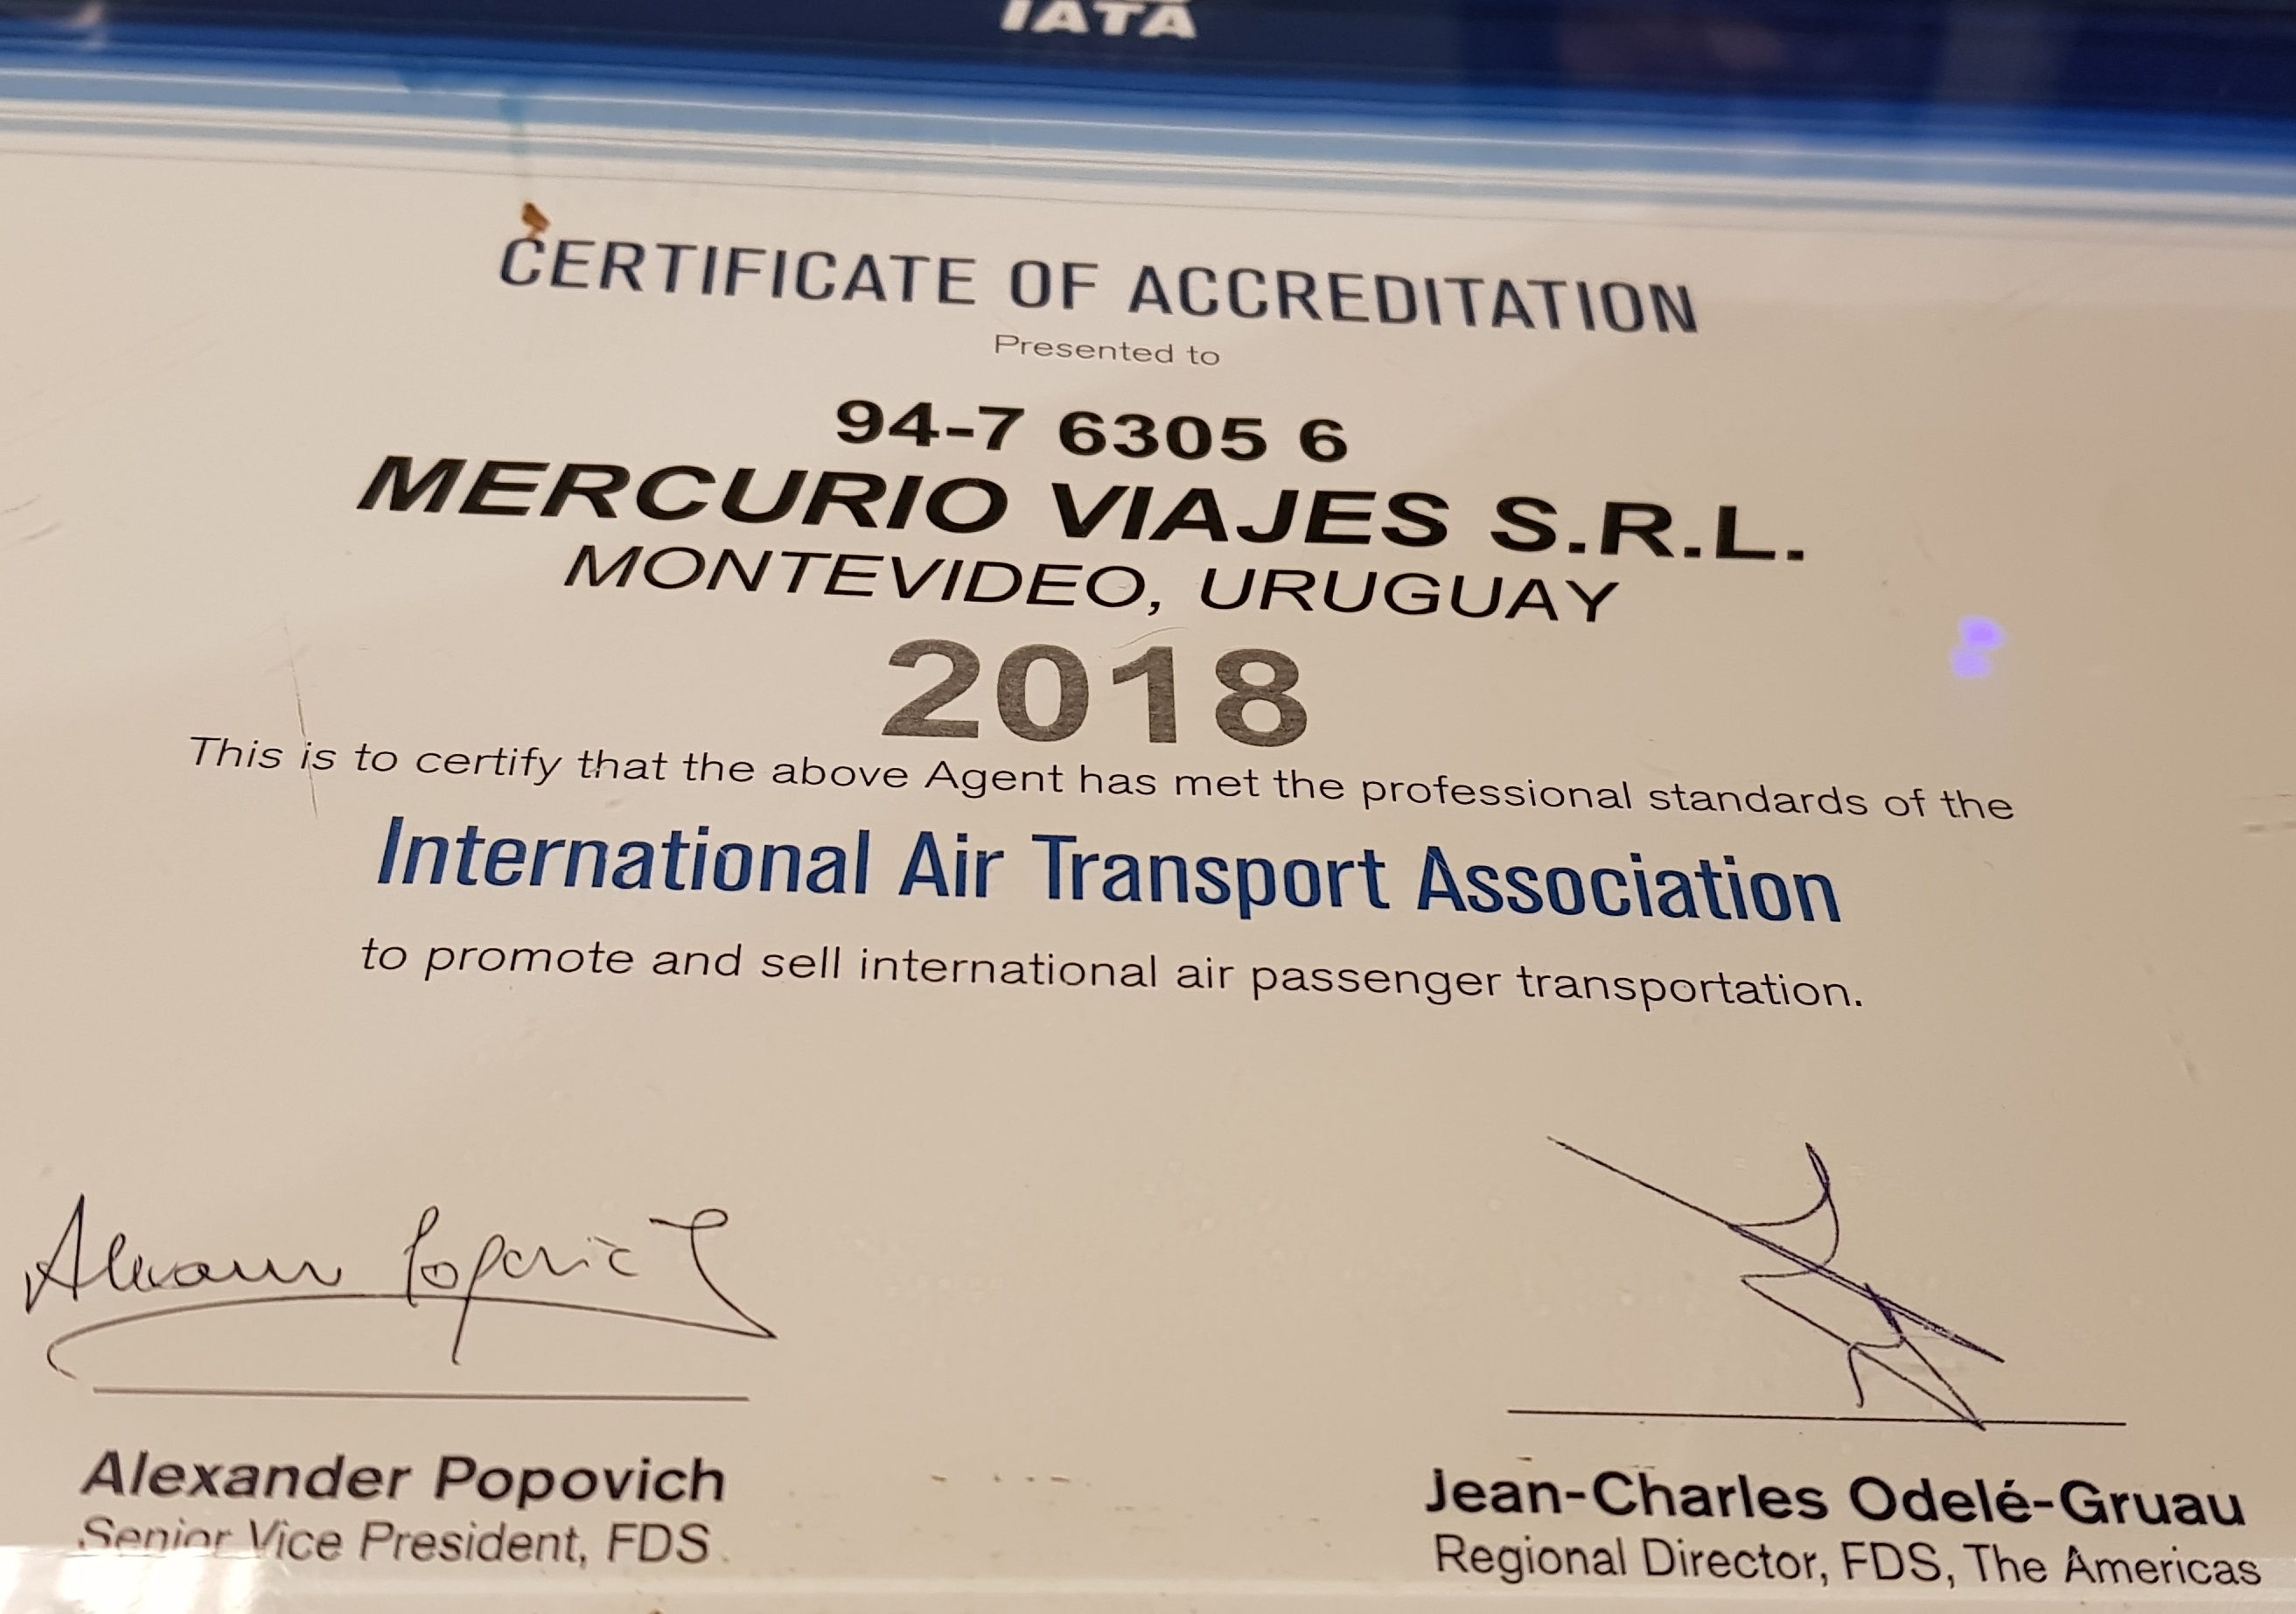 IATA
CERTIFICATE OF ACCREDITATION
Presented to
94-7 6305 6
MERCURIO VIAJES S.R.L.
MONTEVIDEO, URUGUAY
2018
This is to certify that the above Agent has met the professional standards of the
International Air Transport Association
to promote and sell international air passenger transportation.
Alexander Popovich
Senior Vice President, FDS
Jean-Charles Odelé-Gruau
Regional Director, FDS, The Americas